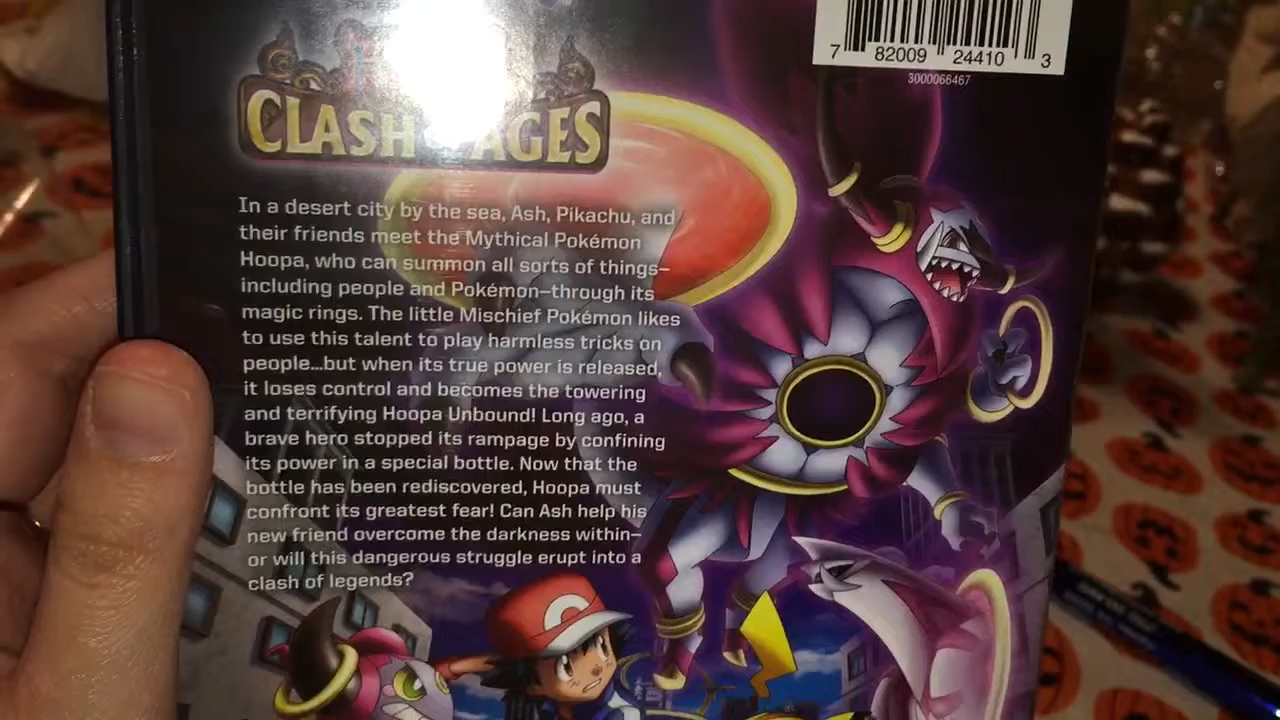 7 82009 24410 3
3000066467
CLASH AGES
In a desert city by the sea, Ash, Pikachu, and
their friends meet the Mythical Pokémon
Hoopa, who can summon all sorts of things–
including people and Pokémon–through its
magic rings. The little Mischief Pokémon likes
to use this talent to play harmless tricks on
people...but when its true power is released,
it loses control and becomes the towering
and terrifying Hoopa Unbound! Long ago, a
brave hero stopped its rampage by confining
its power in a special bottle. Now that the
bottle has been rediscovered, Hoopa must
confront its greatest fear! Can Ash help his
new friend overcome the darkness within–
or will this dangerous struggle erupt into a
clash of legends?